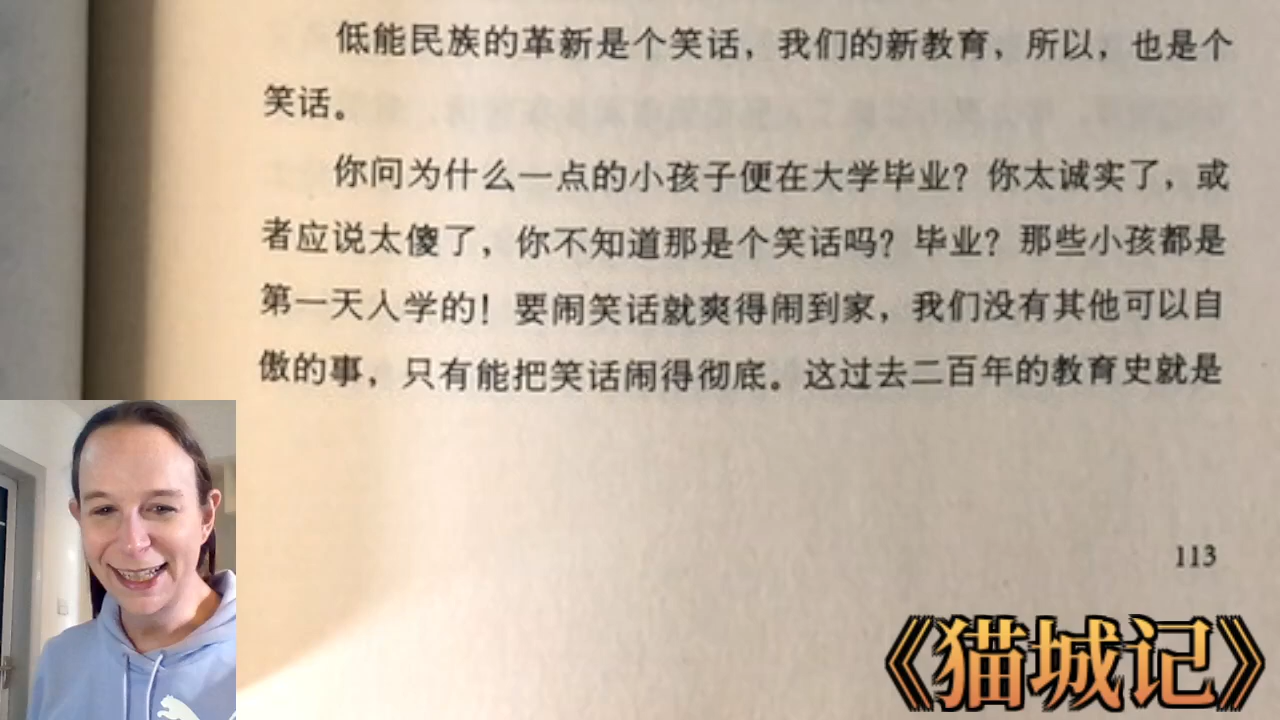 低能民族的革新是个笑话，我们的新教育，所以，也是个
笑话。
你问为什么一点的小孩子便在大学毕业？你太诚实了，或
者应说太傻了，你不知道那是个笑话吗？毕业？那些小孩都是
第一天入学的！要闹笑话就爽得闹到家，我们没有其他可以自
傲的事，只有能把笑话闹得彻底。这过去二百年的教育史就是
113
《猫城记》